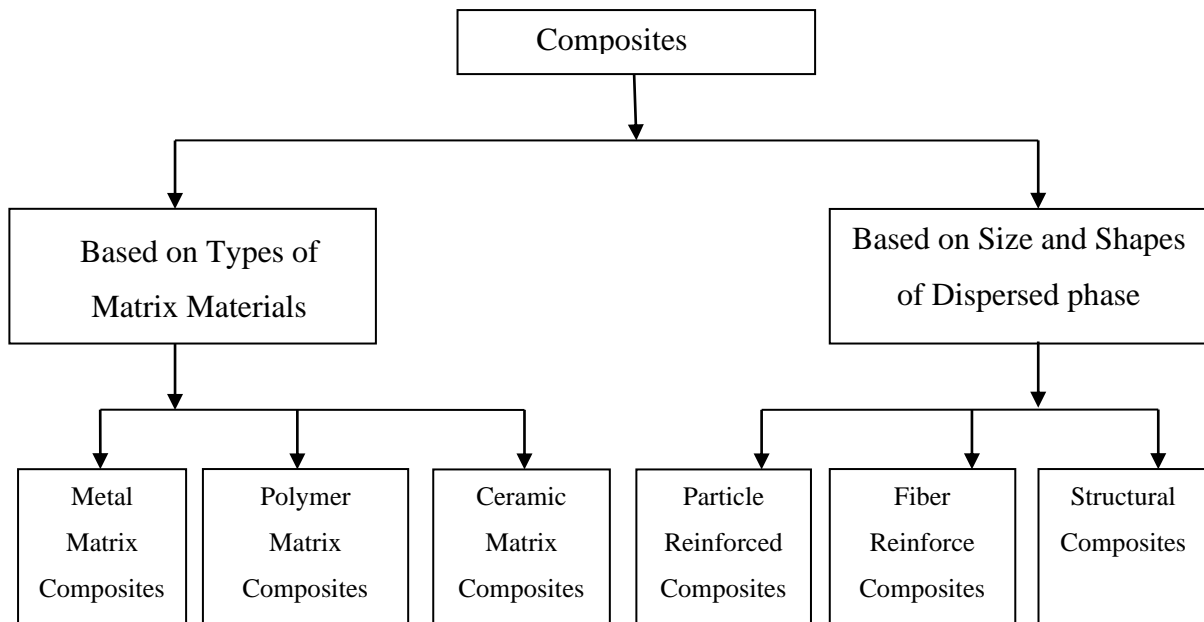 Composites
Based on Types of
Matrix Materials
Based on Size and Shapes
of Dispersed phase
Metal
Matrix
Composites
Polymer
Matrix
Composites
Ceramic
Matrix
Composites
Particle
Reinforced
Composites
Fiber
Reinforce
Composites
Structural
Composites